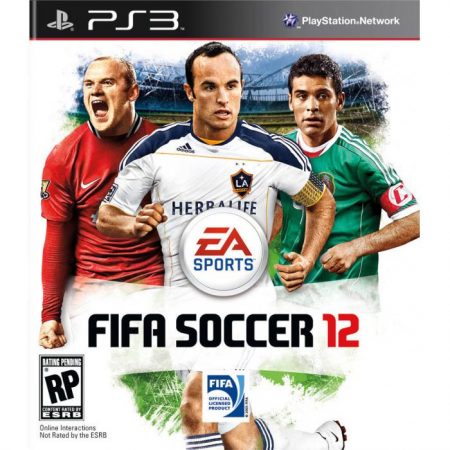 PS3
PlayStation®Network
LA
HERBALIFE
EA
SPORTS
FIFA SOCCER 12
RATING PENDING
RP
CONTENT RATED BY
ESRB
Online Interactions
Not Rated by the ESRB
FIFA
OFFICIAL
LICENSED
PRODUCT